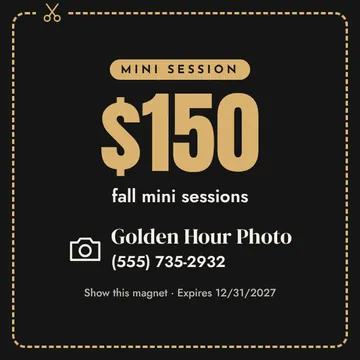 MINI SESSION
$150
fall mini sessions
Golden Hour Photo
(555) 735-2932
Show this magnet · Expires 12/31/2027